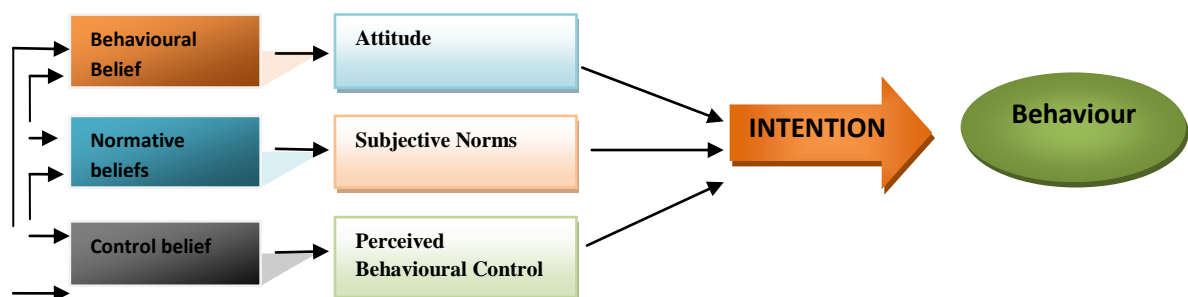 Behavioural
Belief
Attitude
Normative
beliefs
Subjective Norms
Control belief
Perceived
Behavioural Control
INTENTION
Behaviour